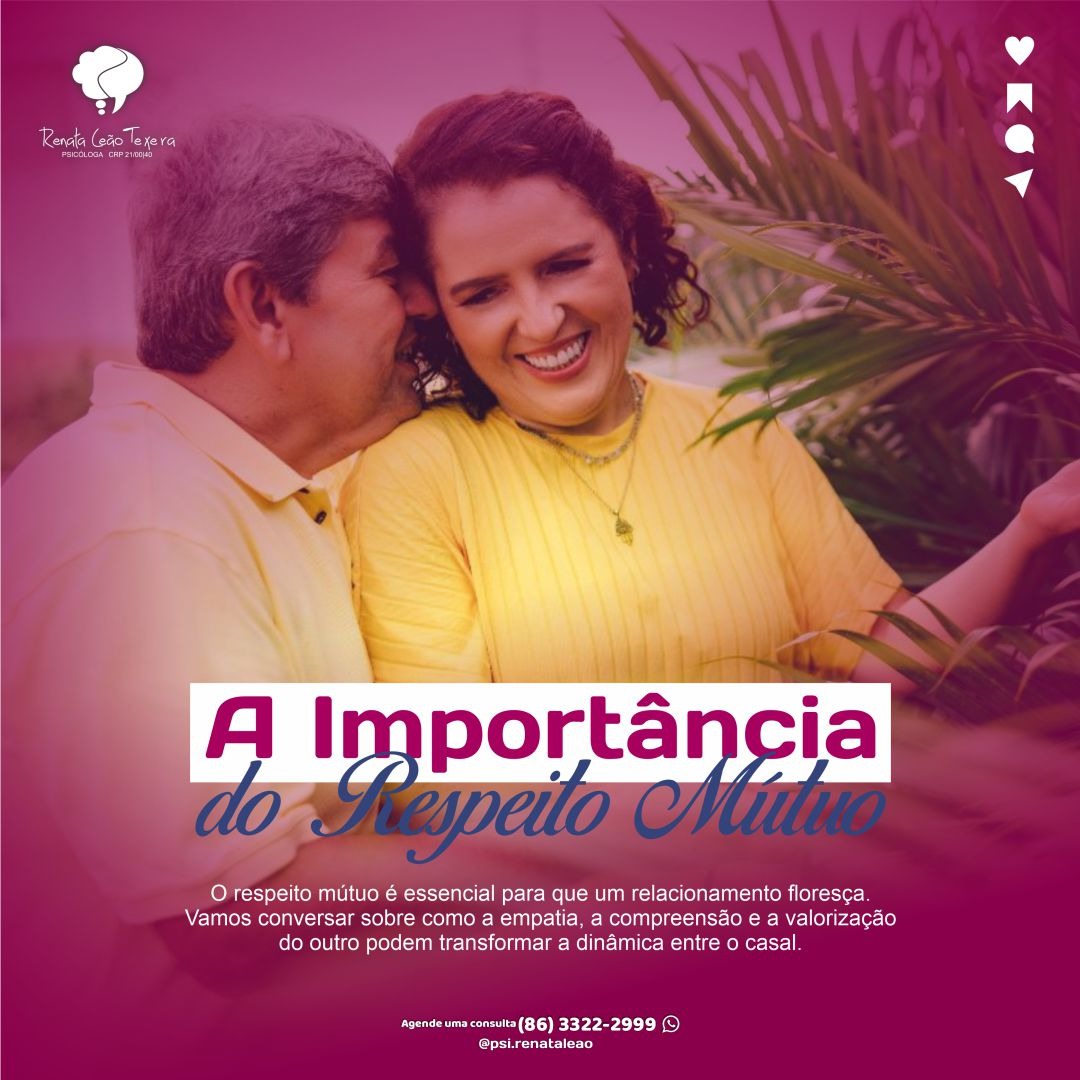 Renata Leão Texera
PSICÓLOGA CRP 21/00|40
A Importância
do Respeito Mútuo
O respeito mútuo é essencial para que um relacionamento floresça.
Vamos conversar sobre como a empatia, a compreensão e a valorização
do outro podem transformar a dinâmica entre o casal.
Agende uma consulta (86) 3322-2999
@psi.renataleao